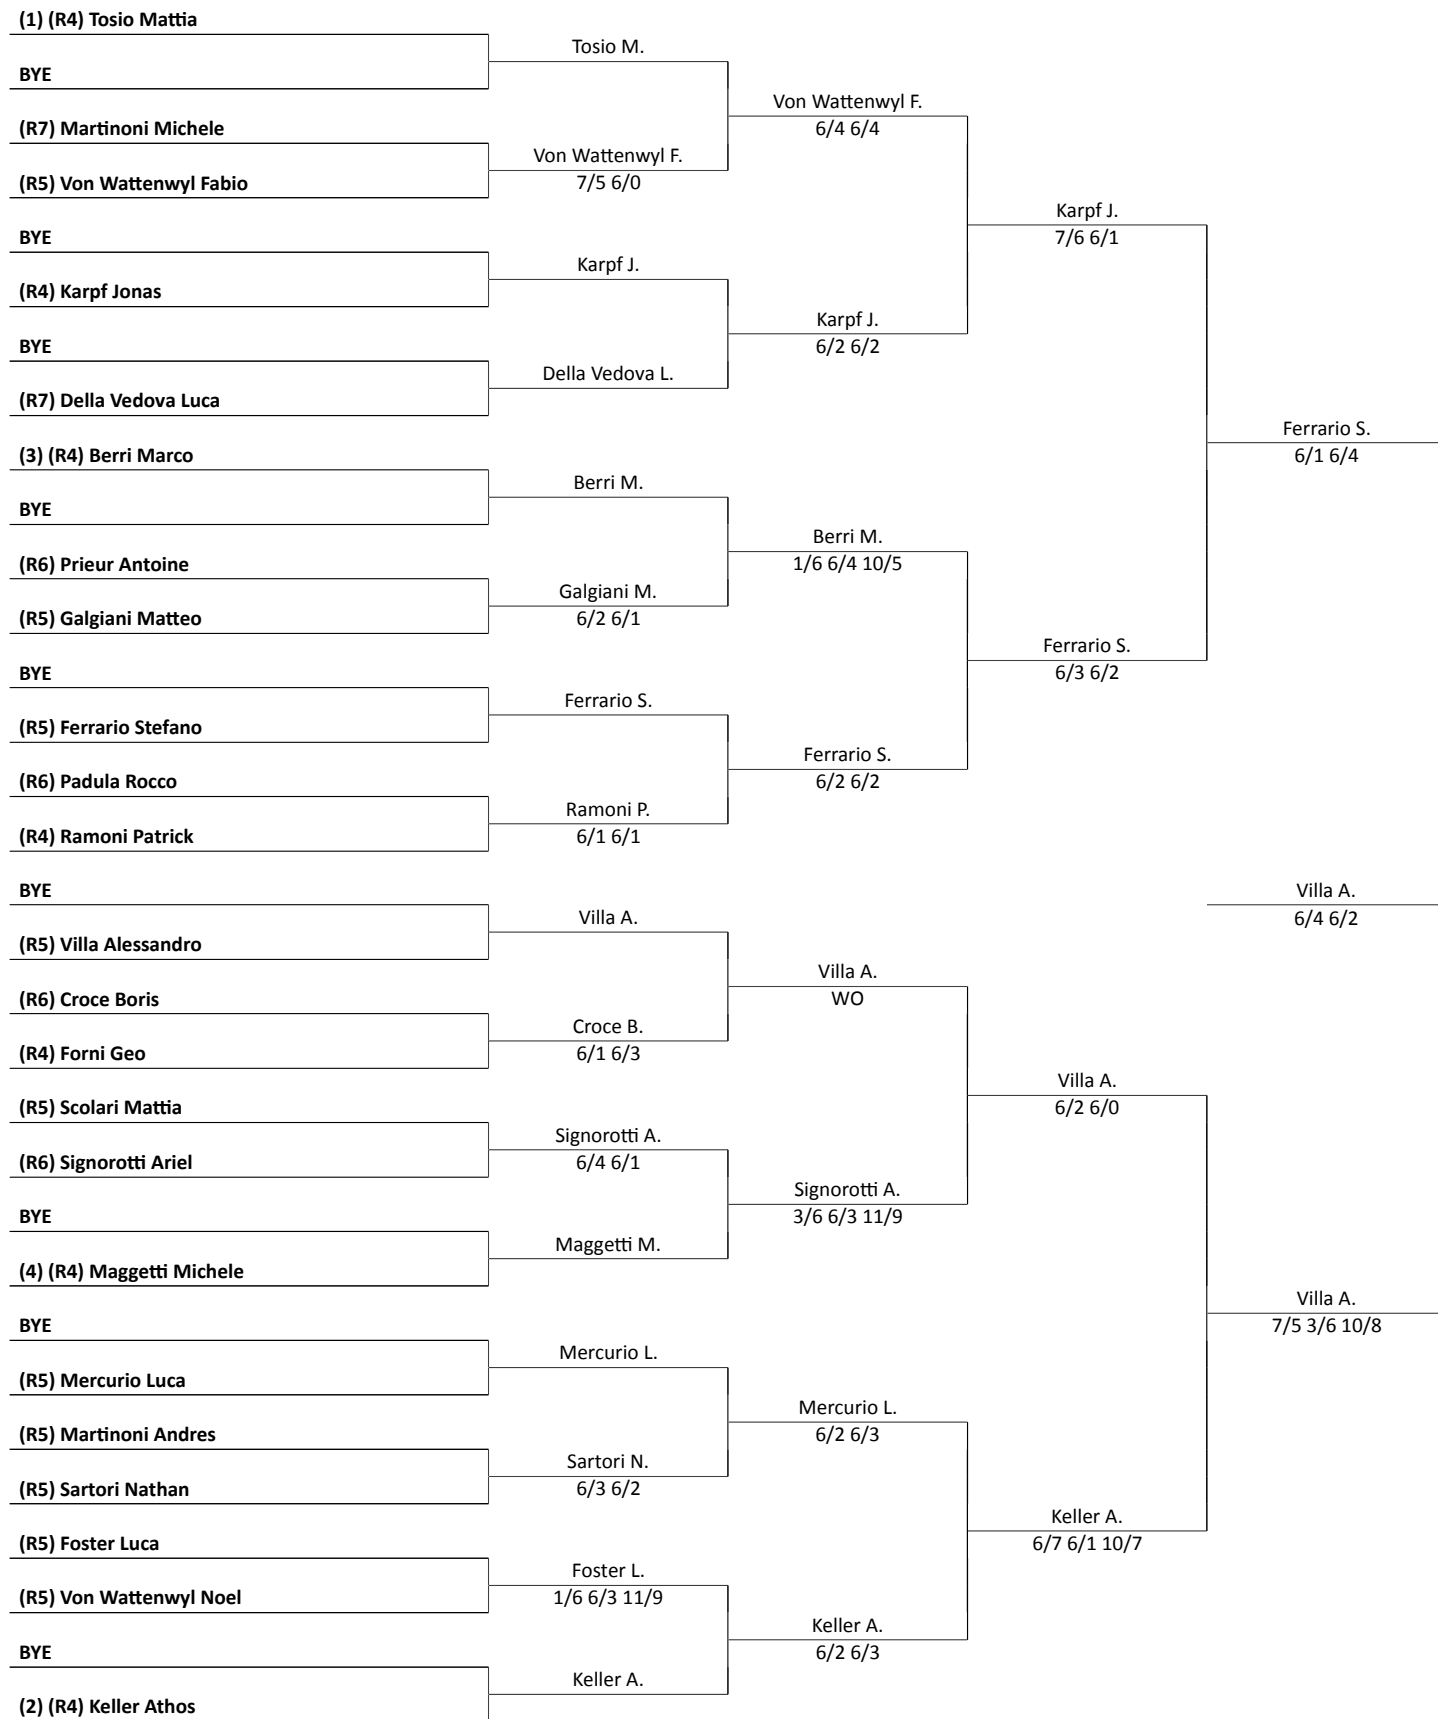 (1) (R4) Tosio Mattia
BYE
(R7) Martinoni Michele
(R5) Von Wattenwyl Fabio
BYE
(R4) Karpf Jonas
BYE
(R7) Della Vedova Luca
(3) (R4) Berri Marco
BYE
(R6) Prieur Antoine
(R5) Galgiani Matteo
BYE
(R5) Ferrario Stefano
(R6) Padula Rocco
(R4) Ramoni Patrick
BYE
(R5) Villa Alessandro
(R6) Croce Boris
(R4) Forni Geo
(R5) Scolari Mattia
(R6) Signorotti Ariel
BYE
(4) (R4) Maggetti Michele
BYE
(R5) Mercurio Luca
(R5) Martinoni Andres
(R5) Sartori Nathan
(R5) Foster Luca
(R5) Von Wattenwyl Noel
BYE
(2) (R4) Keller Athos
Tosio M.
Von Wattenwyl F.
7/5 6/0
Karpf J.
Della Vedova L.
Berri M.
Galgiani M.
6/2 6/1
Ferrario S.
Ramoni P.
6/1 6/1
Villa A.
Croce B.
6/1 6/3
Signorotti A.
6/4 6/1
Maggetti M.
Mercurio L.
Sartori N.
6/3 6/2
Foster L.
1/6 6/3 11/9
Keller A.
Von Wattenwyl F.
6/4 6/4
Karpf J.
6/2 6/2
Berri M.
1/6 6/4 10/5
Ferrario S.
6/2 6/2
Villa A.
WO
Signorotti A.
3/6 6/3 11/9
Mercurio L.
6/2 6/3
Keller A.
6/2 6/3
Karpf J.
7/6 6/1
Ferrario S.
6/3 6/2
Villa A.
6/2 6/0
Keller A.
6/7 6/1 10/7
Ferrario S.
6/1 6/4
Villa A.
6/4 6/2
Villa A.
7/5 3/6 10/8